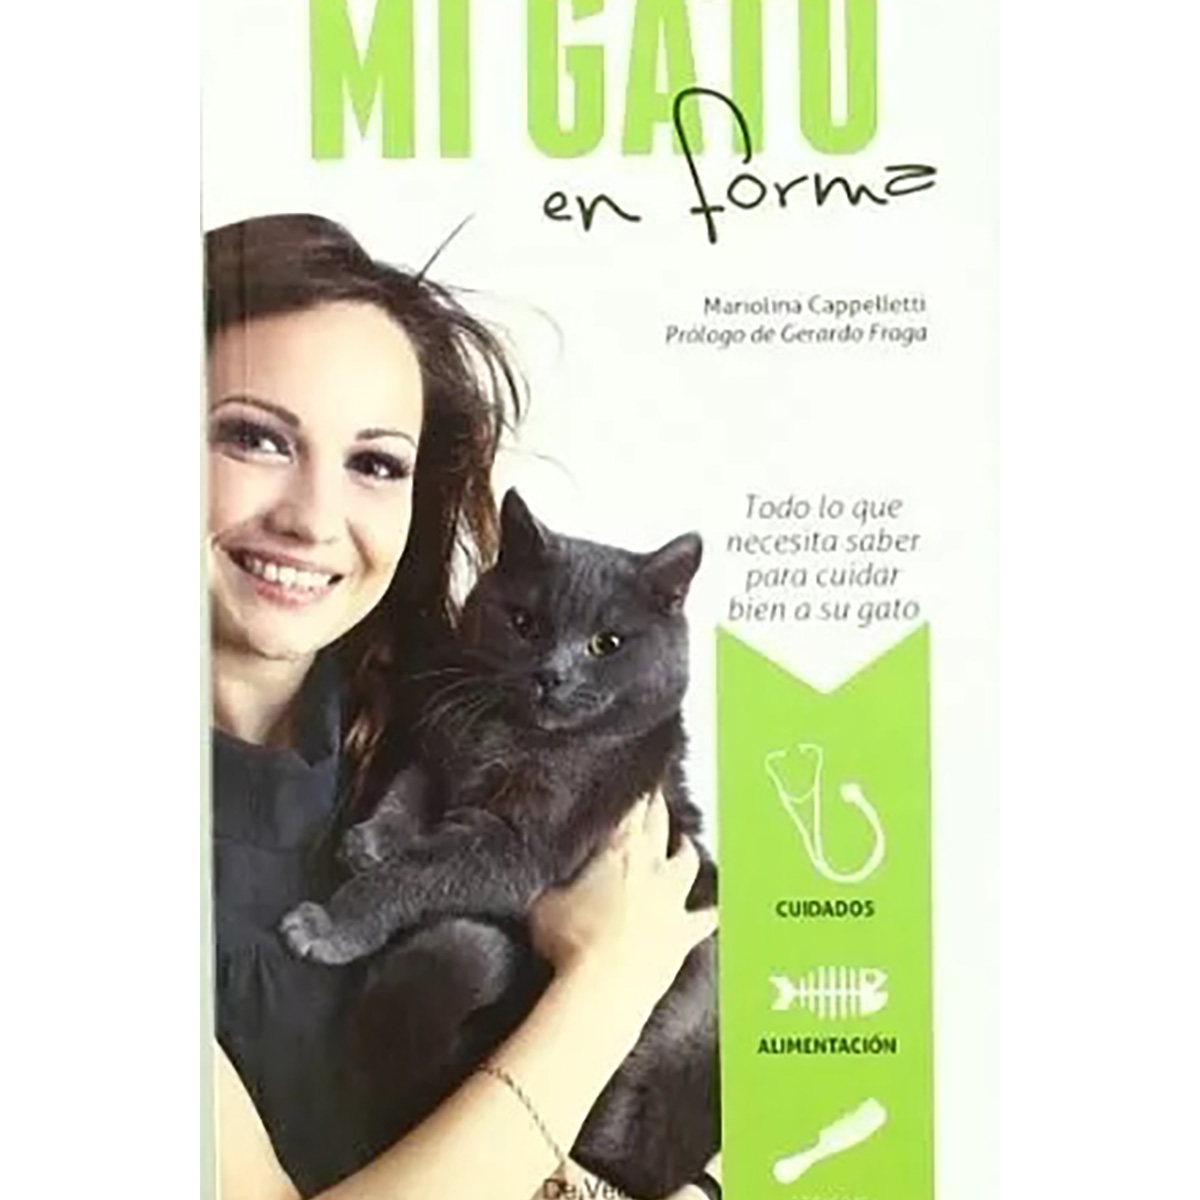 MI GATO
en forma
Mariolina Cappelletti
Prólogo de Gerardo Fraga
Todo lo que
necesita saber
para cuidar
bien a su gato
CUIDADOS
ALIMENTACIÓN